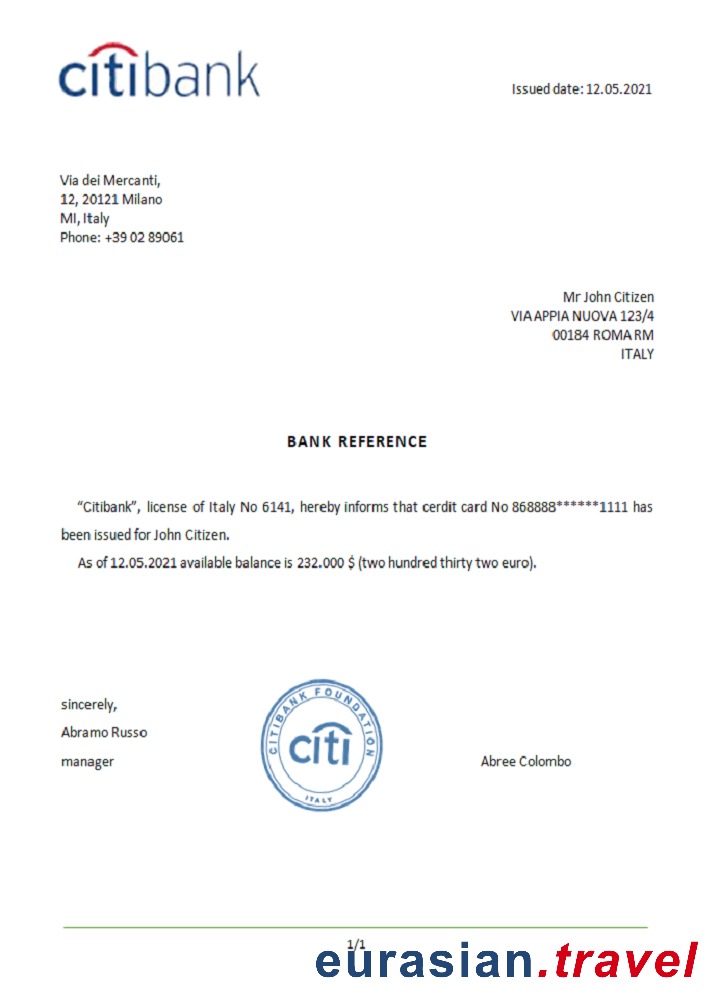 citibank
Issued date: 12.05.2021
Via dei Mercanti,
12, 20121 Milano
MI, Italy
Phone: +39 02 89061
Mr John Citizen
VIA APPIA NUOVA 123/4
00184 ROMA RM
ITALY
BANK REFERENCE
“Citibank”, license of Italy No 6141, hereby informs that cerdit card No 868888******1111 has
been issued for John Citizen.
As of 12.05.2021 available balance is 232.000 $ (two hundred thirty two euro).
sincerely,
Abramo Russo
manager
CITIBANK FOUNDATION
citi
ITALY
Abree Colombo
1/1
eurasian.travel